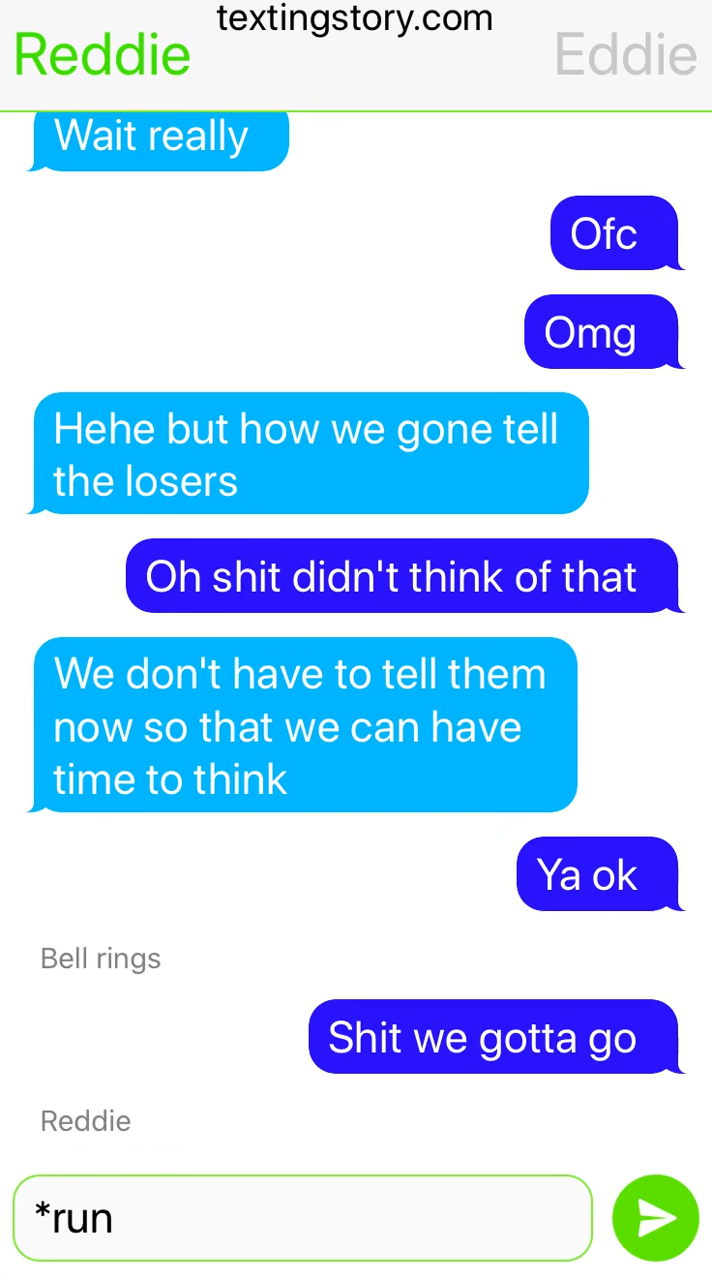 textingstory.com
Reddie
Eddie
Wait really
Ofc
Omg
Hehe but how we gone tell
the losers
Oh shit didn't think of that
We don't have to tell them
now so that we can have
time to think
Ya ok
Bell rings
Shit we gotta go
Reddie
*run